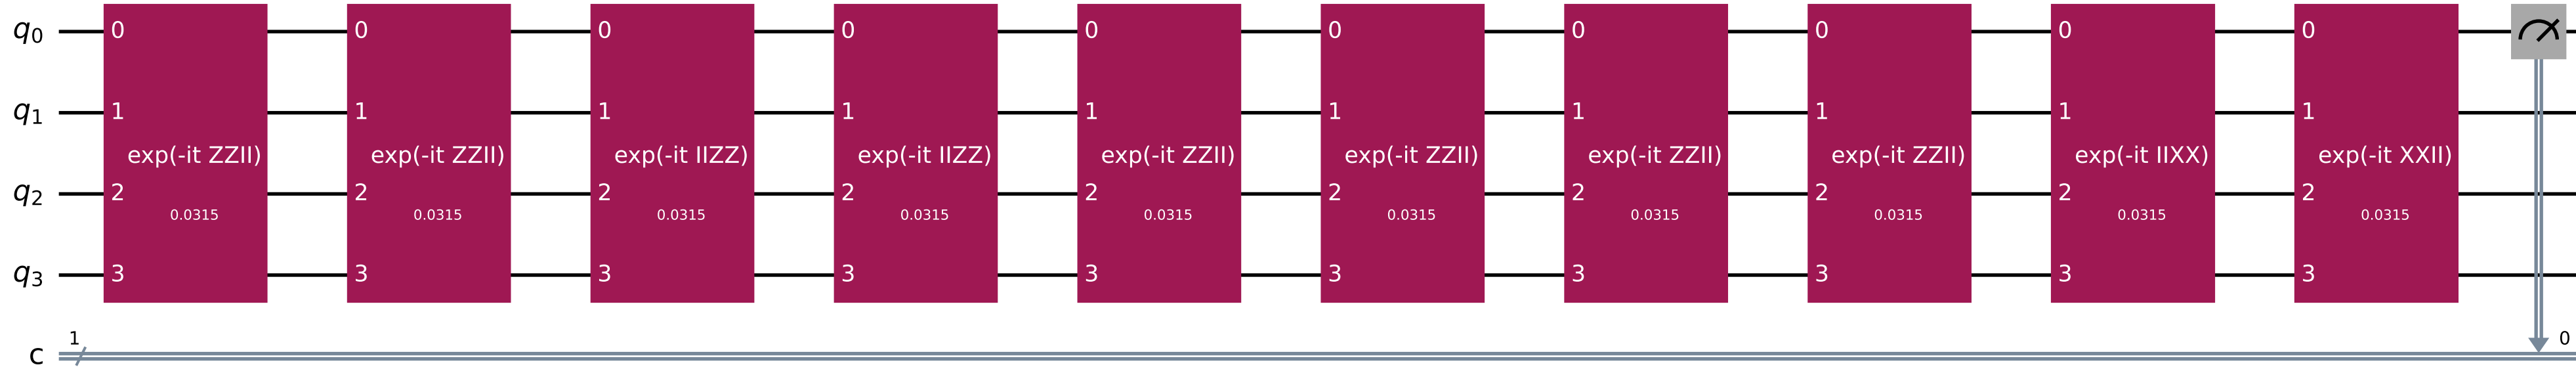 q0 0 0 0 0 0 0 0 0 0 0
q1 1 1 1 1 1 1 1 1 1 1
exp(-it ZZII) exp(-it ZZII) exp(-it IIZZ) exp(-it IIZZ) exp(-it ZZII) exp(-it ZZII) exp(-it ZZII) exp(-it ZZII) exp(-it IIXX) exp(-it XXII)
q2 2 2 2 2 2 2 2 2 2 2
0.0315 0.0315 0.0315 0.0315 0.0315 0.0315 0.0315 0.0315 0.0315 0.0315
q3 3 3 3 3 3 3 3 3 3 3
1 0
c